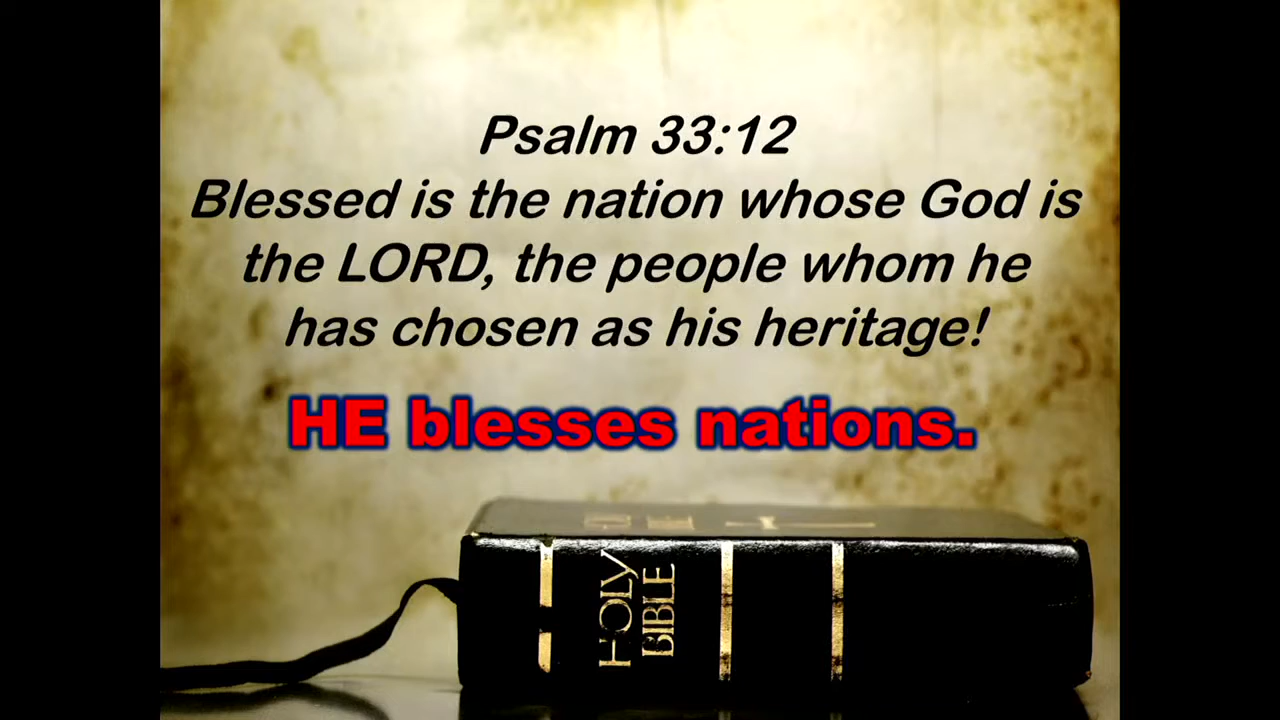 Psalm 33:12
Blessed is the nation whose God is
the LORD, the people whom he
has chosen as his heritage!
HE blesses nations.
HOLY
BIBLE